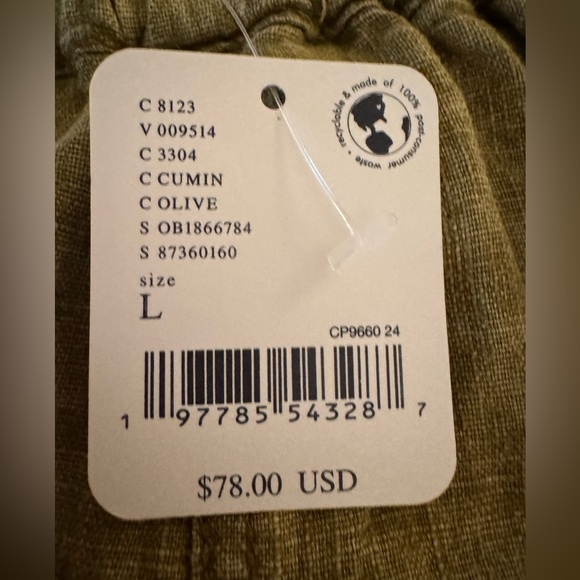 C 8123
V 009514
C 3304
C CUMIN
C OLIVE
S OB1866784
S 87360160
size
L
recyclable & made of 100% post-consumer waste •
CP9660 24
1 97785 54328 7
$78.00 USD